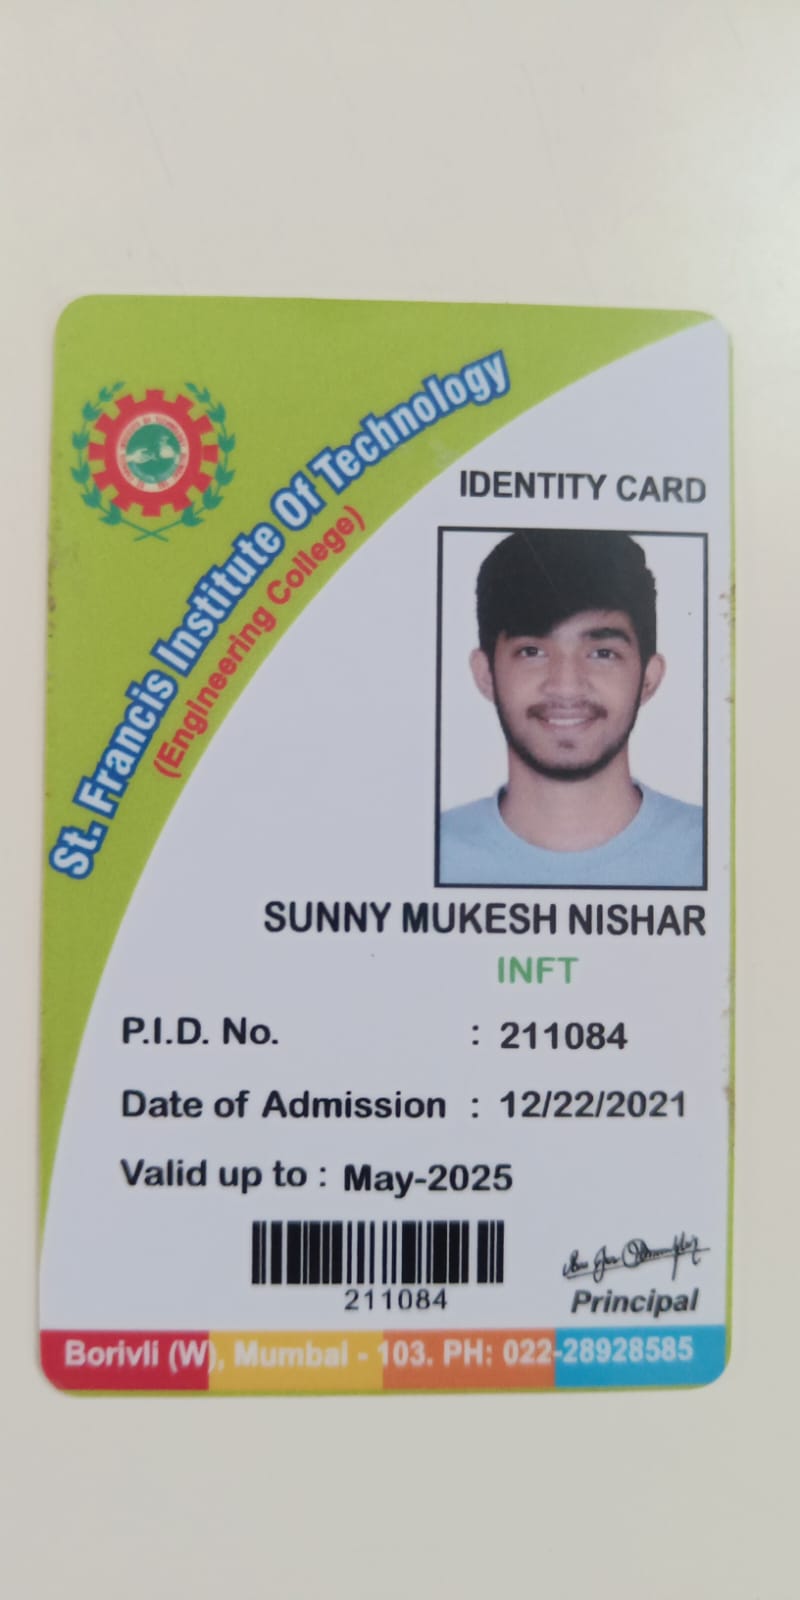 St. Francis Institute Of Technology
(Engineering College)
IDENTITY CARD
SUNNY MUKESH NISHAR
INFT
P.I.D. No. : 211084
Date of Admission : 12/22/2021
Valid up to : May-2025
211084
Principal
Borivli (W), Mumbai - 103. PH: 022-28928585